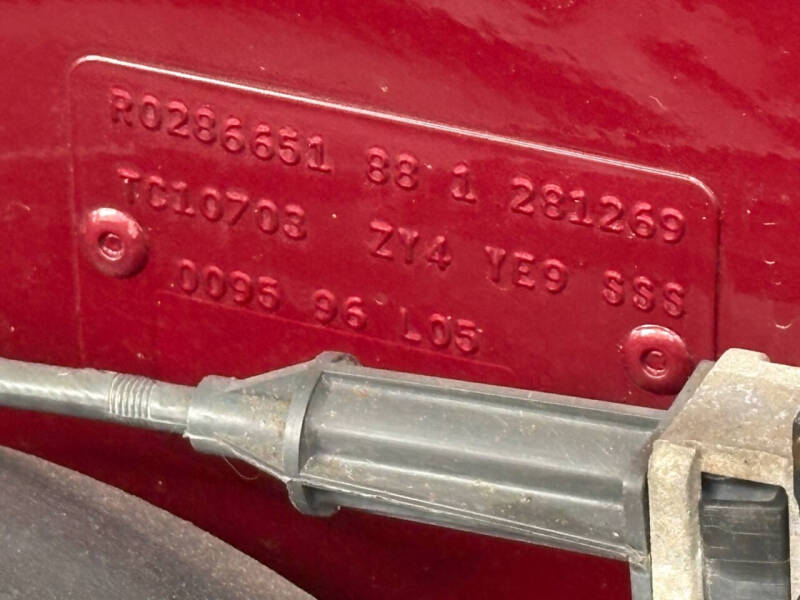 R0286651 88 1 281269
TC10703 ZY4 YE9 SSS
0095 96 L05